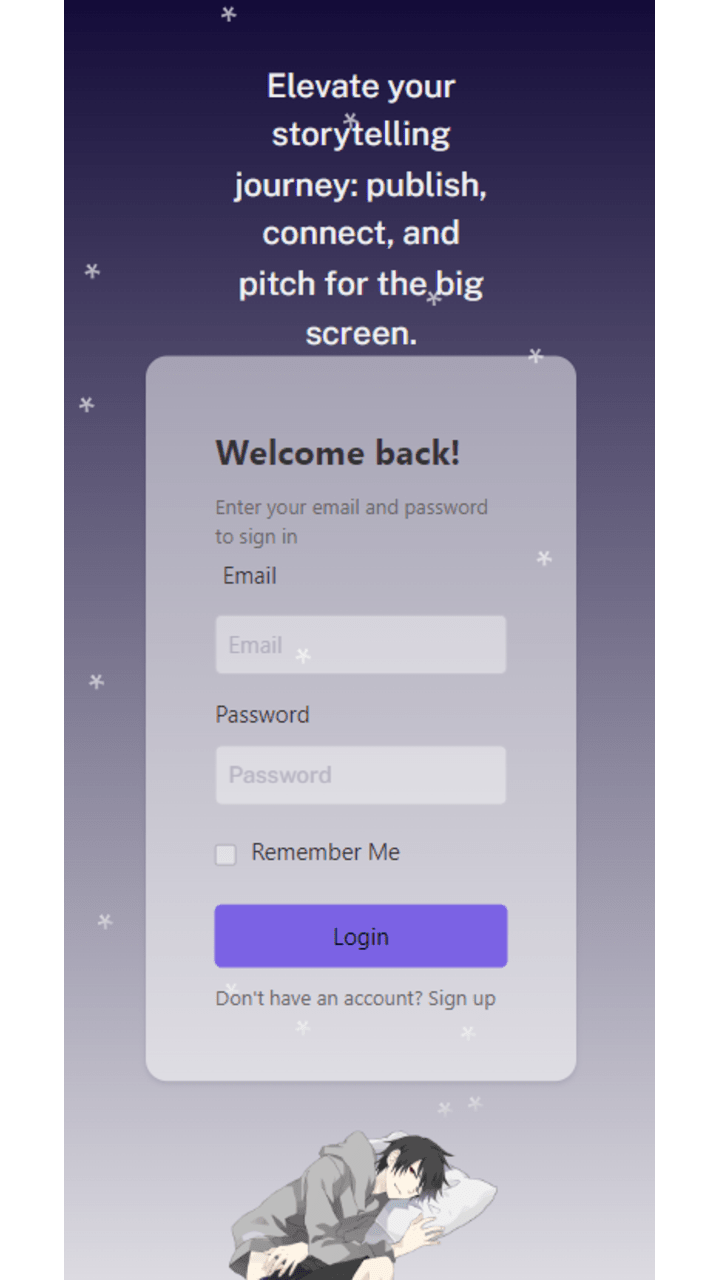 Elevate your
storytelling
journey: publish,
connect, and
pitch for the big
screen.
Welcome back!
Enter your email and password
to sign in
Email
Email
Password
Password
Remember Me
Login
Don't have an account? Sign up